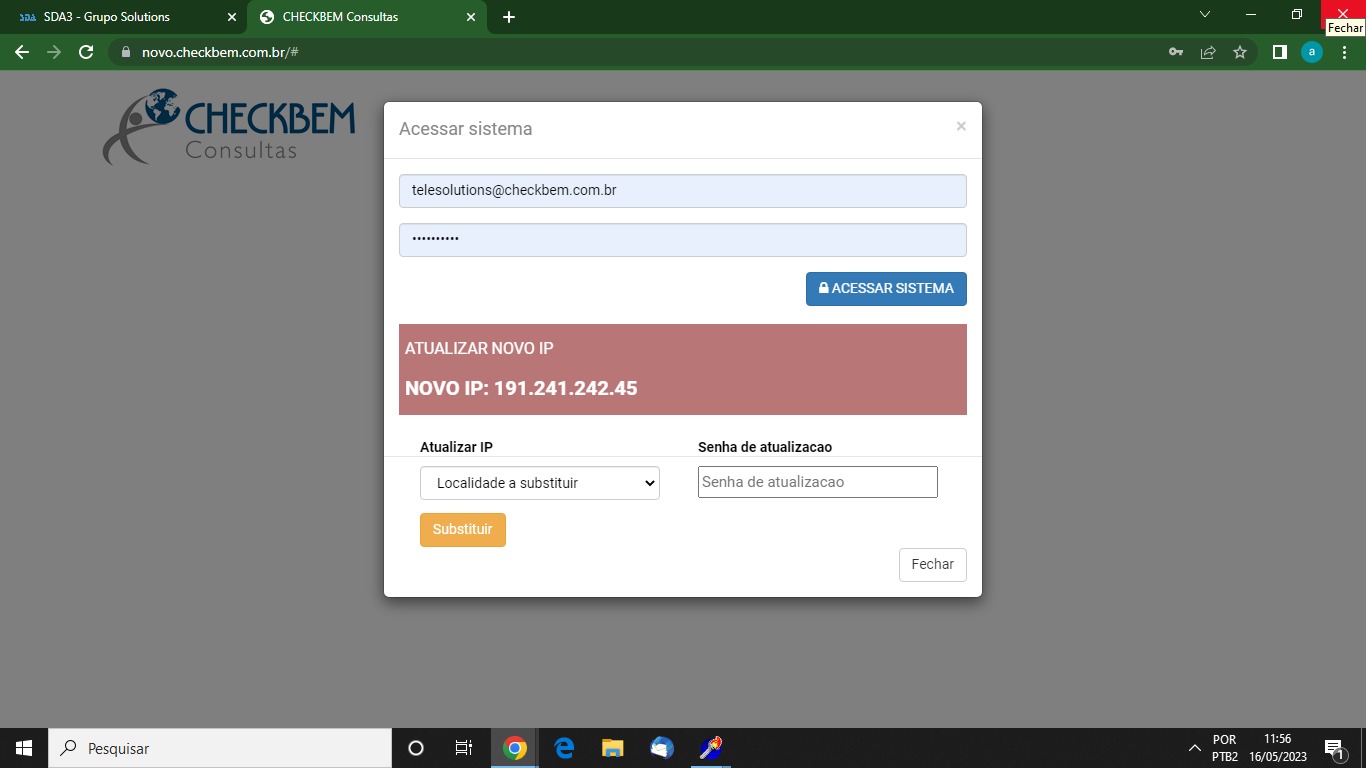 SDA3 - Grupo Solutions
CHECKBEM Consultas
Fechar
novo.checkbem.com.br/#
a
CHECKBEM
Consultas
Acessar sistema
telesolutions@checkbem.com.br
ACESSAR SISTEMA
ATUALIZAR NOVO IP
NOVO IP: 191.241.242.45
Atualizar IP
Senha de atualizacao
Localidade a substituir
Senha de atualizacao
Substituir
Fechar
Pesquisar
POR
PTB2
11:56
16/05/2023
1